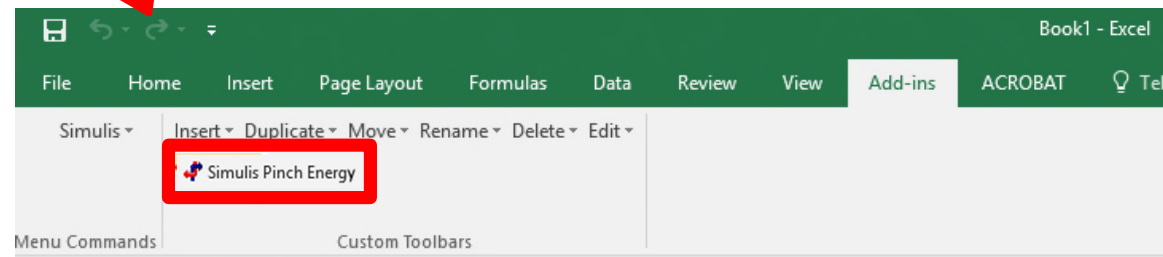 Book1 - Excel
File Home Insert Page Layout Formulas Data Review View Add-ins ACROBAT Tel
Simulis Insert Duplicate Move Rename Delete Edit
Simulis Pinch Energy
Menu Commands Custom Toolbars